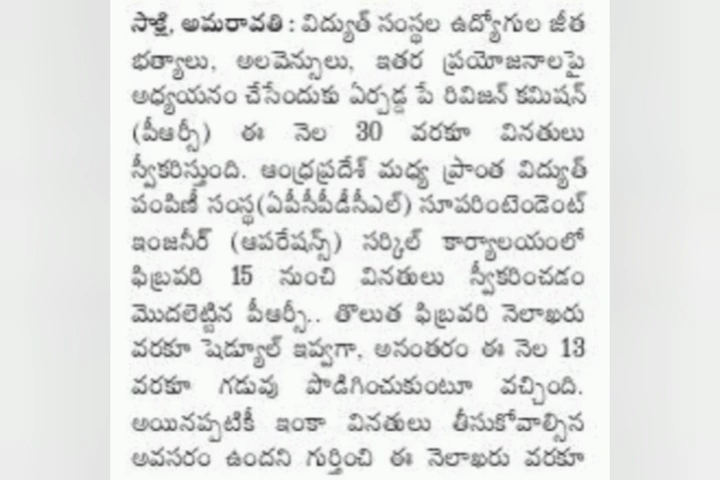 సాక్షి, అమరావతి : విద్యుత్ సంస్థల ఉద్యోగుల జీత
భత్యాలు, అలవెన్సులు, ఇతర ప్రయోజనాలపై
అధ్యయనం చేసేందుకు ఏర్పడ్డ పే రివిజన్ కమిషన్
(పీఆర్సీ) ఈ నెల 30 వరకూ వినతులు
స్వీకరిస్తుంది. ఆంధ్రప్రదేశ్ మధ్య ప్రాంత విద్యుత్
పంపిణీ సంస్థ(ఏపీసీపీడీసీఎల్) సూపరింటెండెంట్
ఇంజనీర్ (ఆపరేషన్స్) సర్కిల్ కార్యాలయంలో
ఫిబ్రవరి 15 నుంచి వినతులు స్వీకరించడం
మొదలెట్టిన పీఆర్సీ.. తొలుత ఫిబ్రవరి నెలాఖరు
వరకూ షెడ్యూల్ ఇవ్వగా, అనంతరం ఈ నెల 13
వరకూ గడువు పొడిగించుకుంటూ వచ్చింది.
అయినప్పటికీ ఇంకా వినతులు తీసుకోవాల్సిన
అవసరం ఉందని గుర్తించి ఈ నెలాఖరు వరకూ